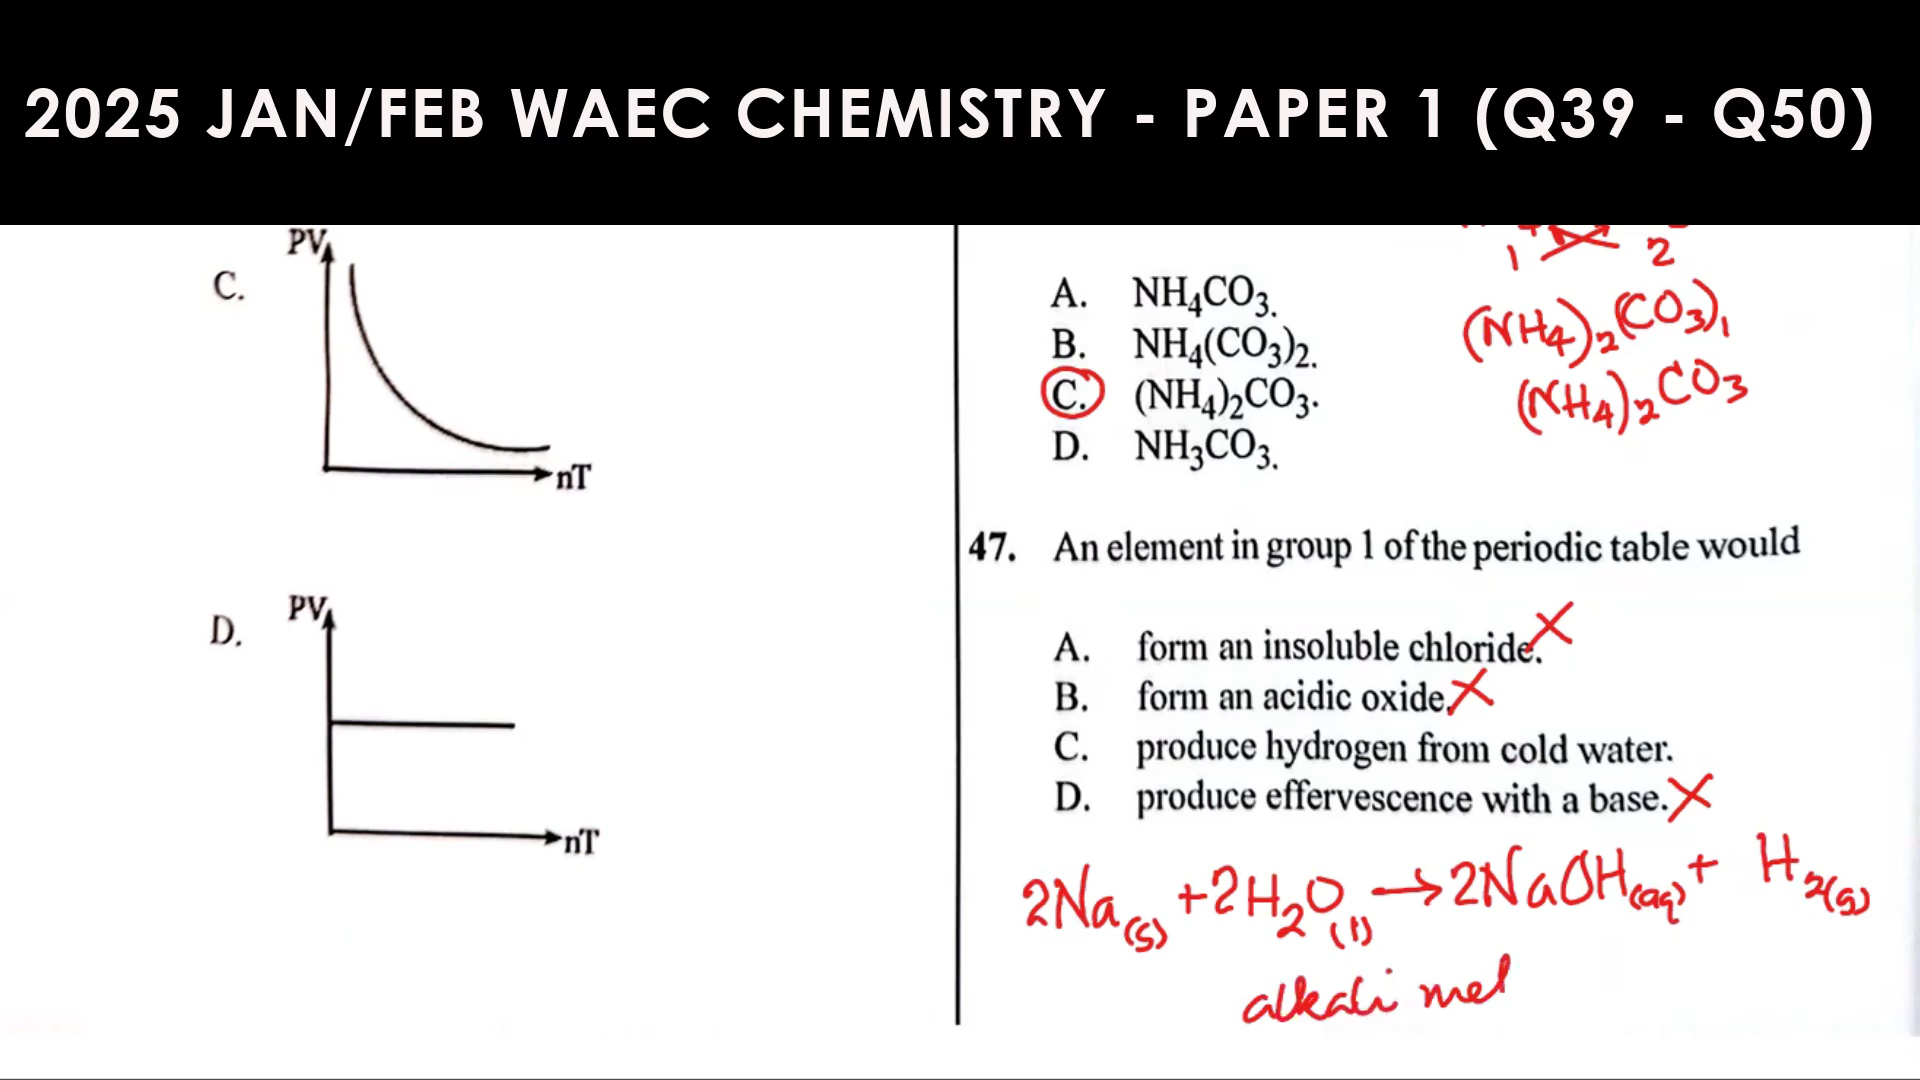 2025 JAN/FEB WAEC CHEMISTRY - PAPER 1 (Q39 - Q50)
C.
PV
nT
D.
PV
nT
1 2
A. NH₄CO₃.
B. NH₄(CO₃)₂.
C. (NH₄)₂CO₃.
D. NH₃CO₃.
(NH₄)₂(CO₃)₁
(NH₄)₂CO₃
47. An element in group 1 of the periodic table would
A. form an insoluble chloride.
B. form an acidic oxide.
C. produce hydrogen from cold water.
D. produce effervescence with a base.
2Na(s) + 2H₂O(l) → 2NaOH(aq) + H₂(g)
alkali met